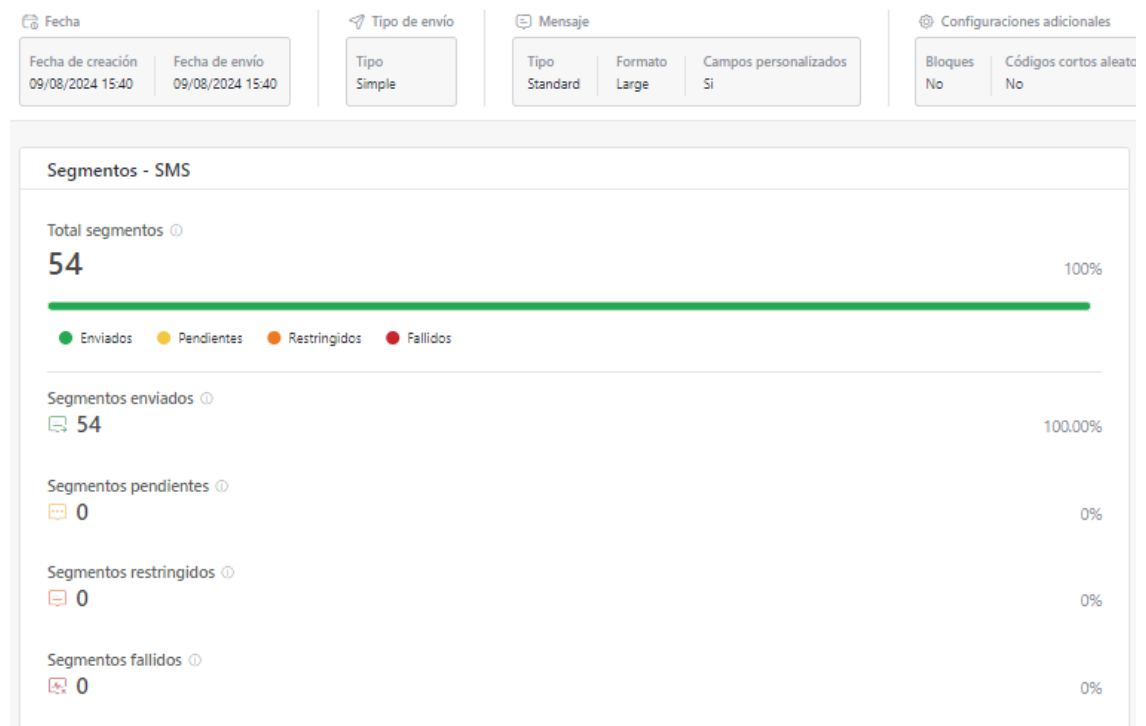 Fecha
Tipo de envío
Mensaje
Configuraciones adicionales
Fecha de creación
Fecha de envío
Tipo
Tipo
Formato
Campos personalizados
Bloques
Códigos cortos aleato
09/08/2024 15:40
09/08/2024 15:40
Simple
Standard
Large
Si
No
No
Segmentos - SMS
Total segmentos
54
100%
Enviados
Pendientes
Restringidos
Fallidos
Segmentos enviados
54
100.00%
Segmentos pendientes
0
0%
Segmentos restringidos
0
0%
Segmentos fallidos
0
0%